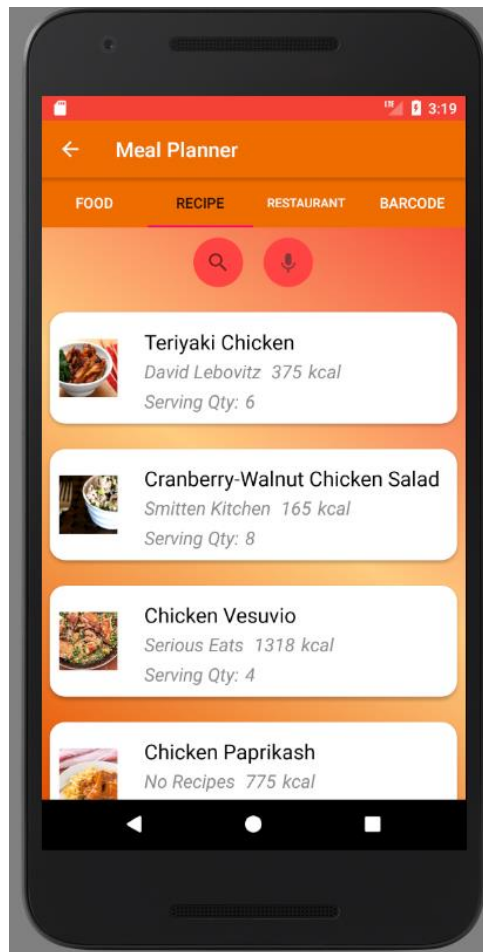 3:19
Meal Planner
FOOD RECIPE RESTAURANT BARCODE
Teriyaki Chicken
David Lebovitz 375 kcal
Serving Qty: 6
Cranberry-Walnut Chicken Salad
Smitten Kitchen 165 kcal
Serving Qty: 8
Chicken Vesuvio
Serious Eats 1318 kcal
Serving Qty: 4
Chicken Paprikash
No Recipes 775 kcal